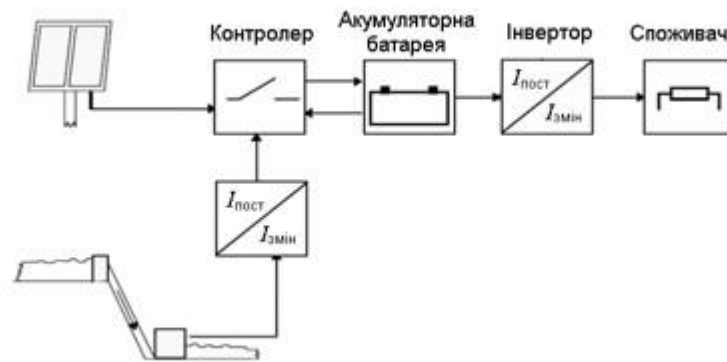 Контролер
Акумуляторна
батарея
Інвертор
Споживач
Iпост
Iзмін
Iпост
Iзмін